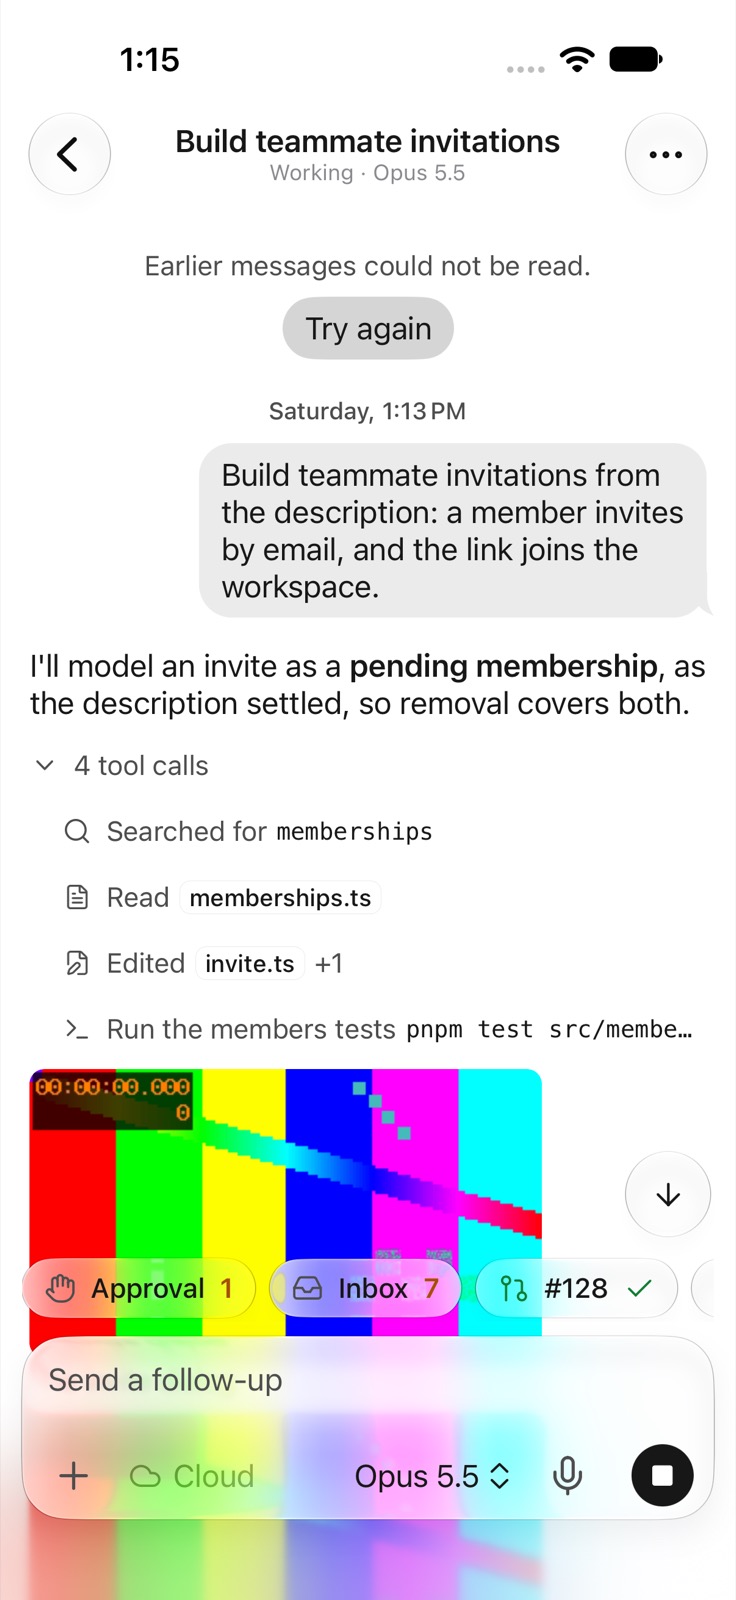 1:15
Build teammate invitations
Working · Opus 5.5
Earlier messages could not be read.
Try again
Saturday, 1:13 PM
Build teammate invitations from
the description: a member invites
by email, and the link joins the
workspace.
I'll model an invite as a pending membership, as
the description settled, so removal covers both.
4 tool calls
Searched for memberships
Read memberships.ts
Edited invite.ts +1
Run the members tests pnpm test src/membe…
00:00:00.000
0
Approval 1
Inbox 7
#128
Send a follow-up
Cloud
Opus 5.5